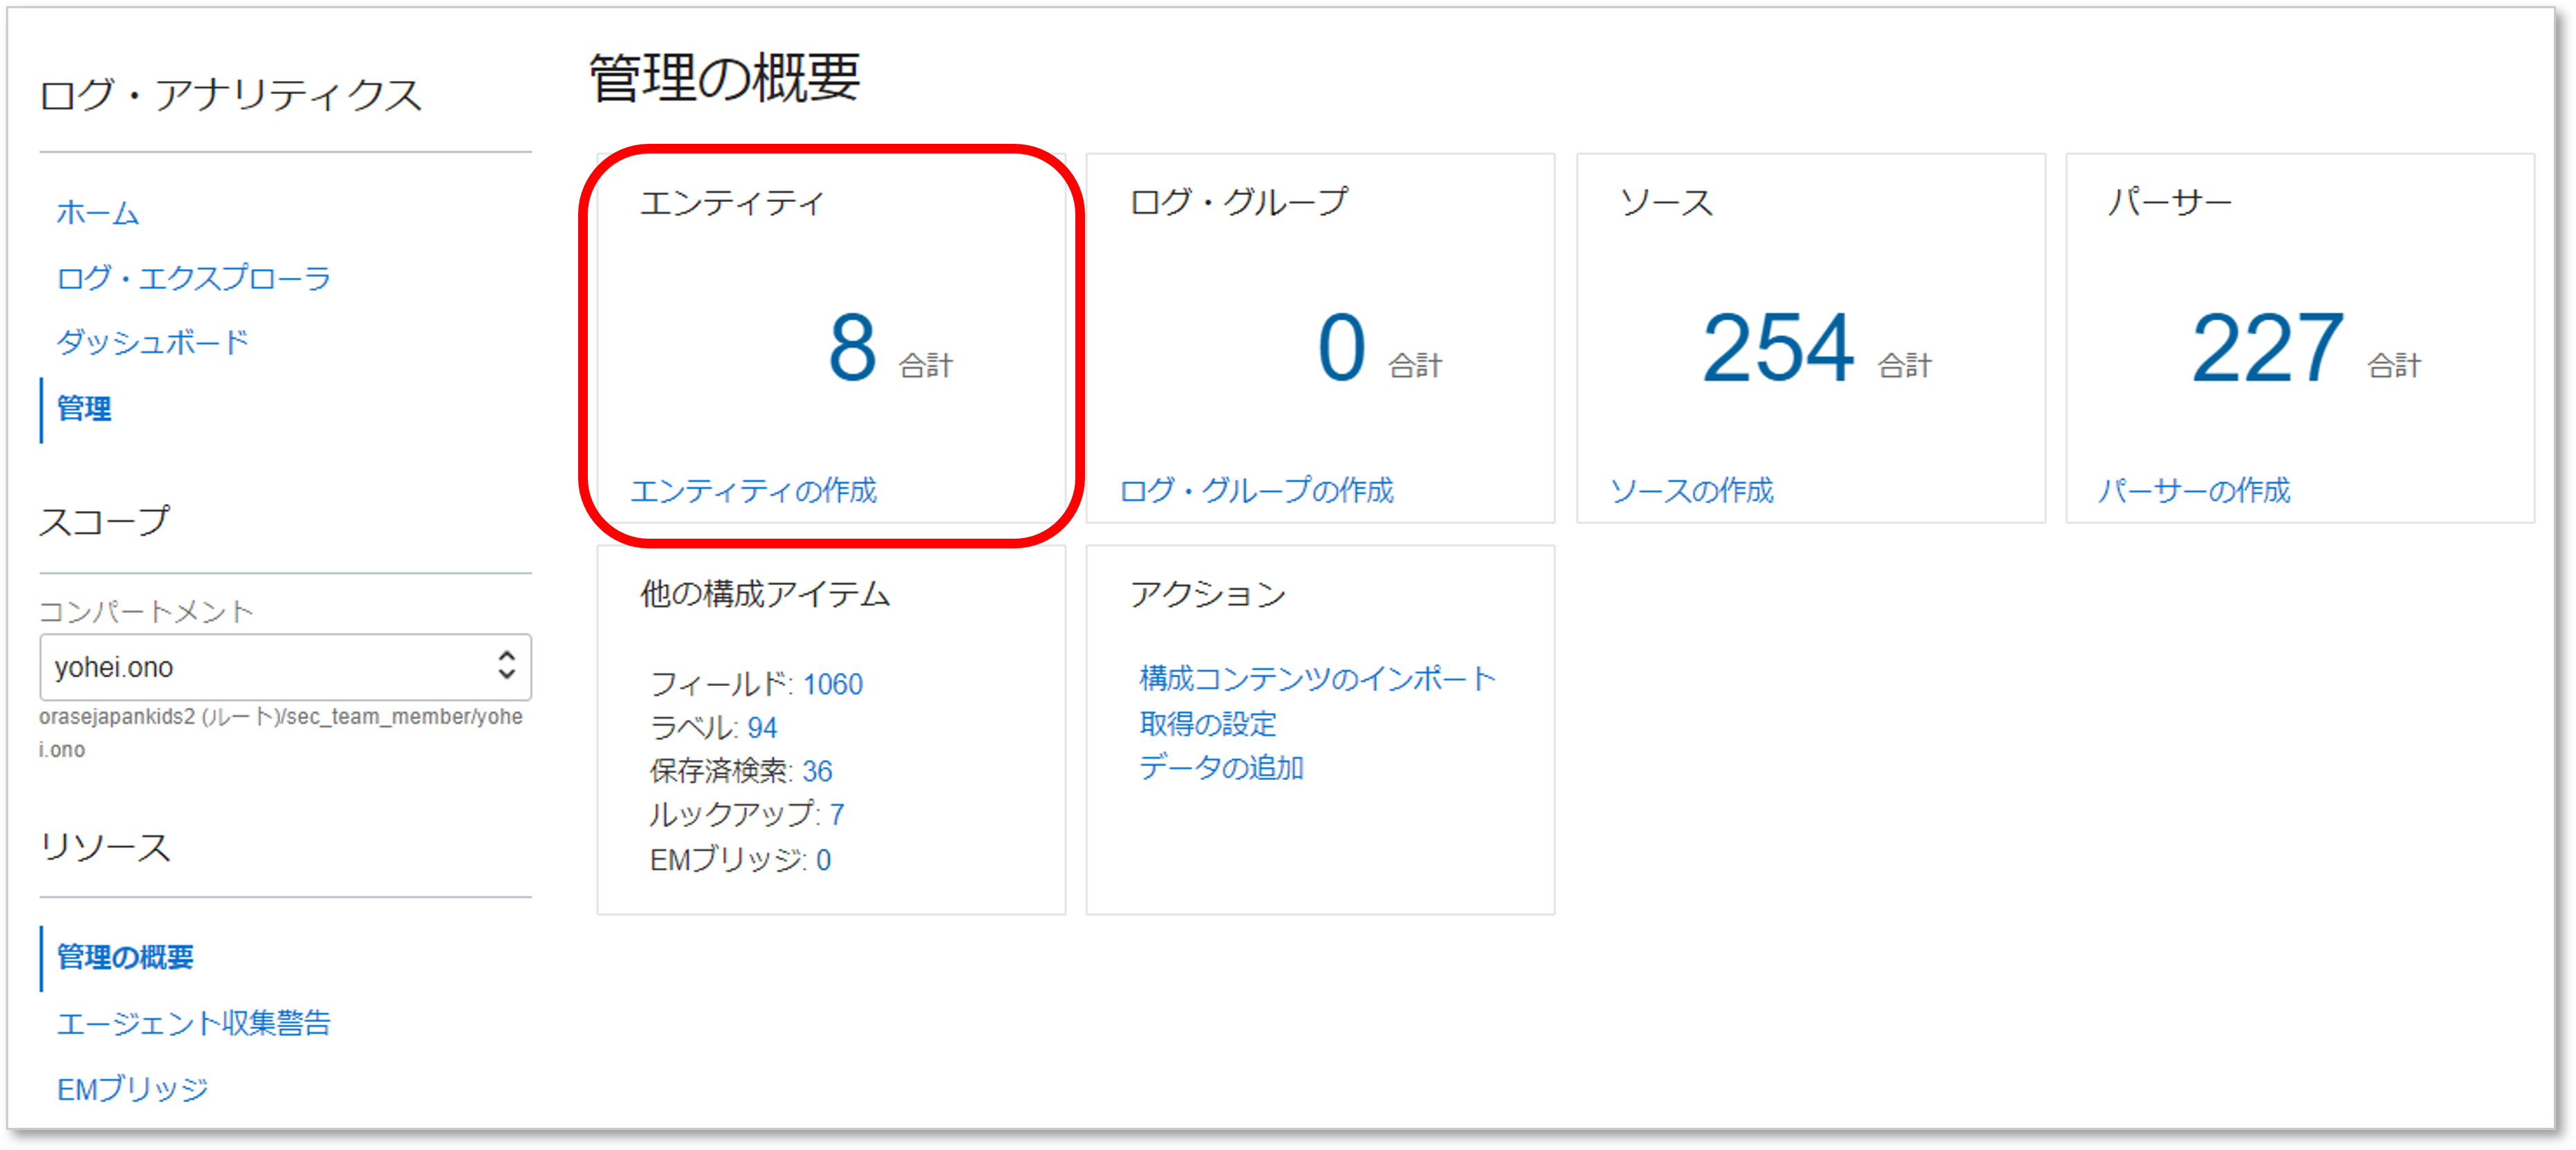 ログ・アナリティクス
ホーム
ログ・エクスプローラ
ダッシュボード
管理
スコープ
コンパートメント
yohei.ono
orasejapankids2 (ルート)/sec_team_member/yohe
i.ono
リソース
管理の概要
エージェント収集警告
EMブリッジ
管理の概要
エンティティ
8 合計
エンティティの作成
ログ・グループ
0 合計
ログ・グループの作成
ソース
254 合計
ソースの作成
パーサー
227 合計
パーサーの作成
他の構成アイテム
フィールド: 1060
ラベル: 94
保存済検索: 36
ルックアップ: 7
EMブリッジ: 0
アクション
構成コンテンツのインポート
取得の設定
データの追加